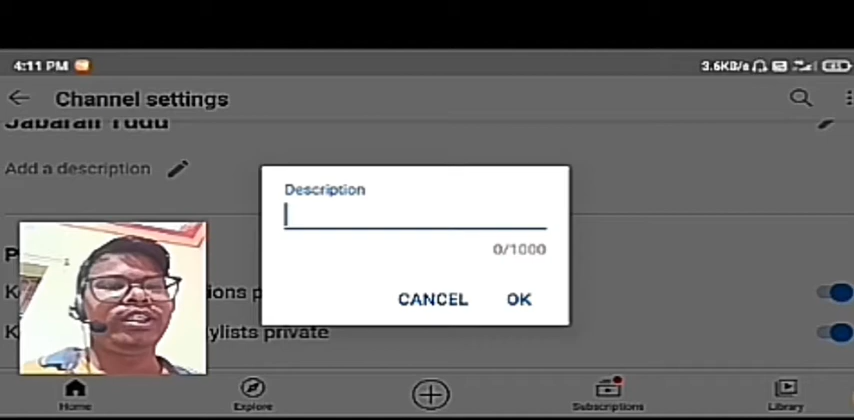 4:11 PM
3.6KB/s
Channel settings
Add a description
Description
0/1000
CANCEL
OK
ylists private
Home
Explore
Subscriptions
Library